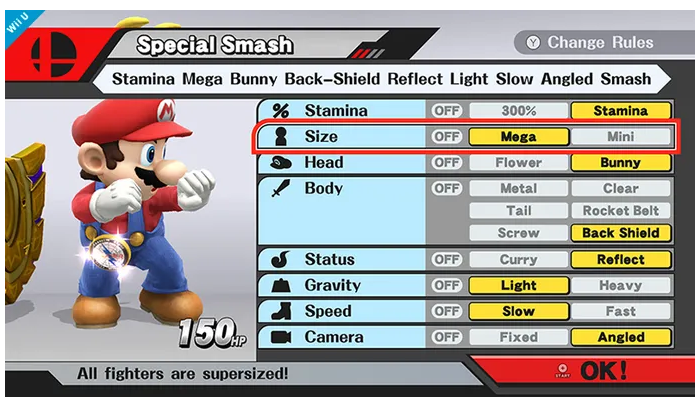 Wii U
Special Smash
Y Change Rules
Stamina Mega Bunny Back-Shield Reflect Light Slow Angled Smash
% Stamina OFF 300% Stamina
Size OFF Mega Mini
Head OFF Flower Bunny
Body OFF Metal Clear
Tail Rocket Belt
Screw Back Shield
Status OFF Curry Reflect
Gravity OFF Light Heavy
Speed OFF Slow Fast
Camera OFF Fixed Angled
150HP
All fighters are supersized!
START OK!